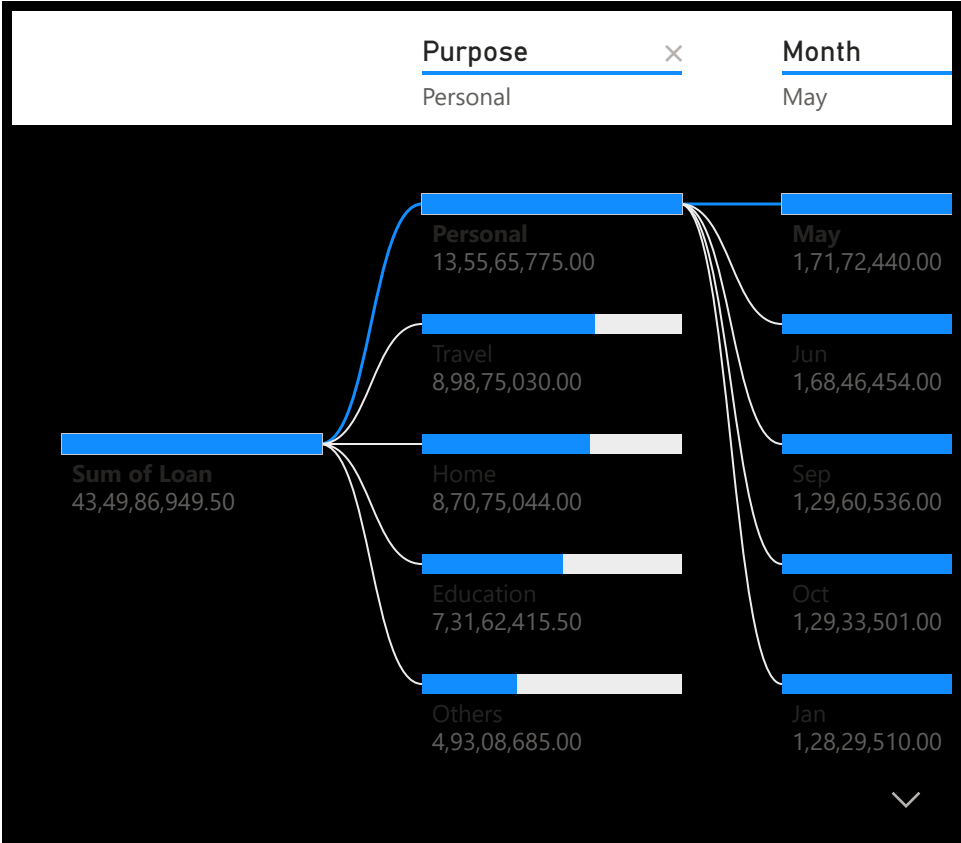 Purpose
Month
Personal
May
Personal
13,55,65,775.00
May
1,71,72,440.00
Travel
8,98,75,030.00
Jun
1,68,46,454.00
Sum of Loan
43,49,86,949.50
Home
8,70,75,044.00
Sep
1,29,60,536.00
Education
7,31,62,415.50
Oct
1,29,33,501.00
Others
4,93,08,685.00
Jan
1,28,29,510.00